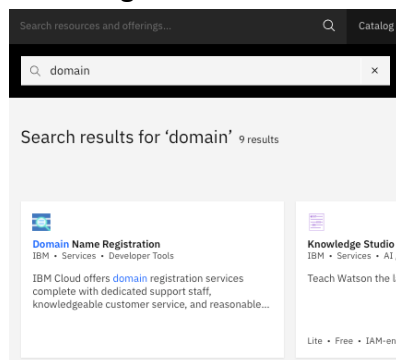 Search resources and offerings...
Catalog
domain
Search results for ‘domain’ 9 results
Domain Name Registration
IBM • Services • Developer Tools
IBM Cloud offers domain registration services
complete with dedicated support staff,
knowledgeable customer service, and reasonable...
Knowledge Studio
IBM • Services • AI
Teach Watson the
Lite • Free • IAM-en